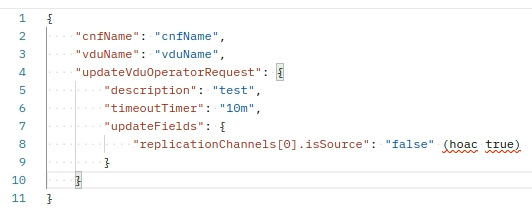 1 {
2 "cnfName": "cnfName",
3 "vduName": "vduName",
4 "updateVduOperatorRequest": {
5 "description": "test",
6 "timeoutTimer": "10m",
7 "updateFields": {
8 "replicationChannels[0].isSource": "false" (hoac true)
9 }
10 }
11 }